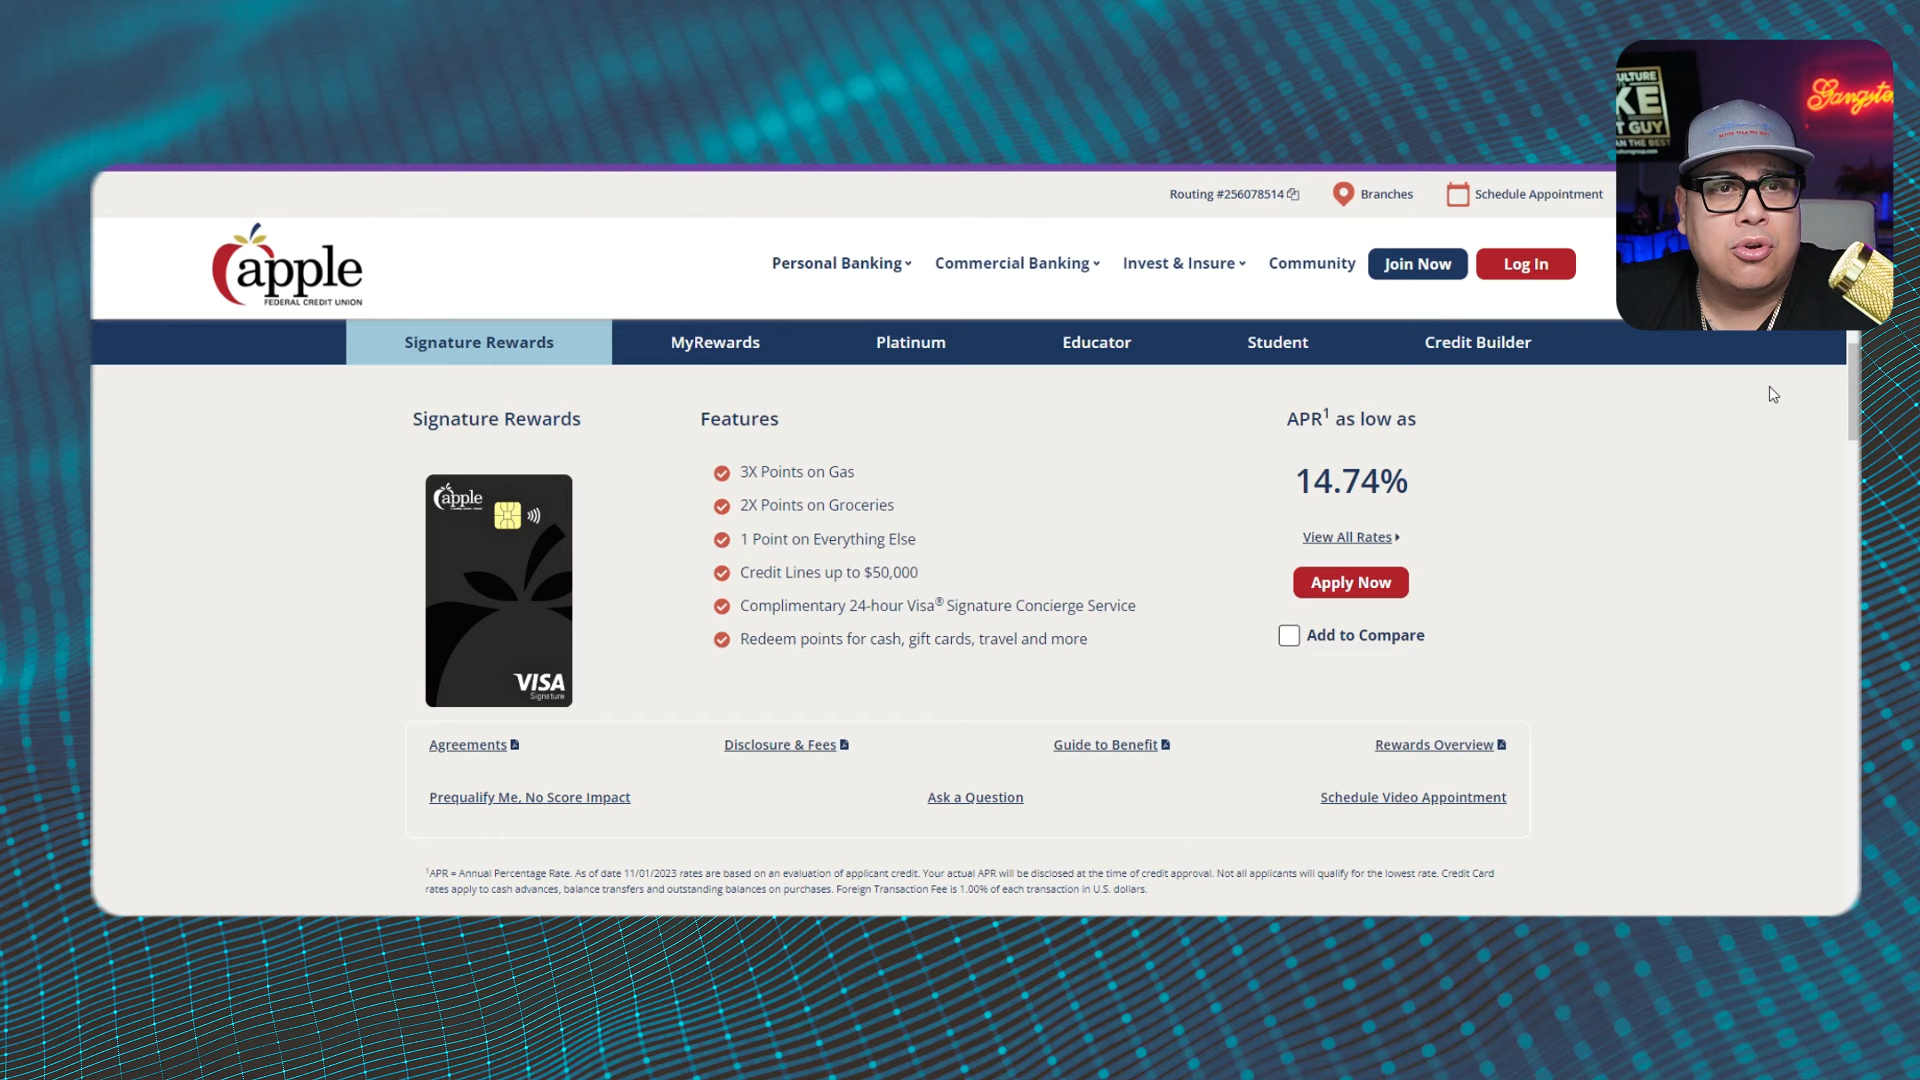 ULTURE
KE
T GUY
AN THE BEST
Gangste
Routing #256078514
Branches
Schedule Appointment
apple
FEDERAL CREDIT UNION
Personal Banking
Commercial Banking
Invest & Insure
Community
Join Now
Log In
Signature Rewards
MyRewards
Platinum
Educator
Student
Credit Builder
Signature Rewards
apple
VISA
Signature
Features
3X Points on Gas
2X Points on Groceries
1 Point on Everything Else
Credit Lines up to $50,000
Complimentary 24-hour Visa® Signature Concierge Service
Redeem points for cash, gift cards, travel and more
APR¹ as low as
14.74%
View All Rates
Apply Now
Add to Compare
Agreements
Disclosure & Fees
Guide to Benefit
Rewards Overview
Prequalify Me, No Score Impact
Ask a Question
Schedule Video Appointment
¹APR = Annual Percentage Rate. As of date 11/01/2023 rates are based on an evaluation of applicant credit. Your actual APR will be disclosed at the time of credit approval. Not all applicants will qualify for the lowest rate. Credit Card
rates apply to cash advances, balance transfers and outstanding balances on purchases. Foreign Transaction Fee is 1.00% of each transaction in U.S. dollars.